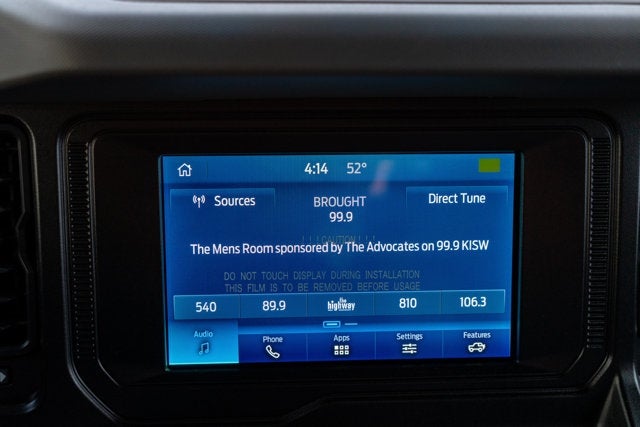 4:14 52°
Sources BROUGHT Direct Tune
99.9
! ! ! CAUTION ! ! !
The Mens Room sponsored by The Advocates on 99.9 KISW
DO NOT TOUCH DISPLAY DURING INSTALLATION
THIS FILM IS TO BE REMOVED BEFORE USAGE
540 89.9 the highway 810 106.3
Audio Phone Apps Settings Features